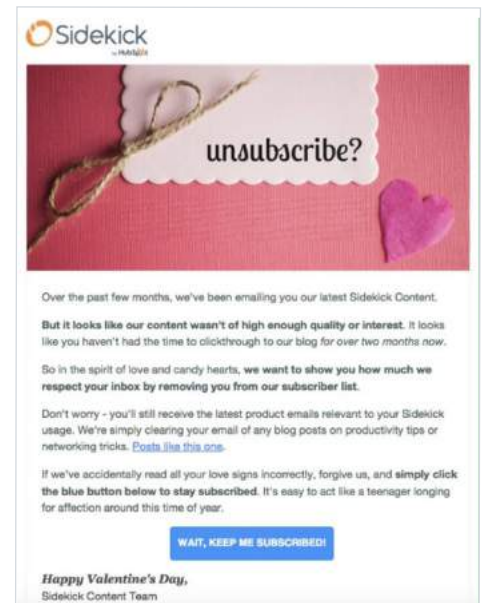 Sidekick
by HubSpot
unsubscribe?
Over the past few months, we've been emailing you our latest Sidekick Content.
But it looks like our content wasn't of high enough quality or interest. It looks
like you haven't had the time to clickthrough to our blog for over two months now.
So in the spirit of love and candy hearts, we want to show you how much we
respect your inbox by removing you from our subscriber list.
Don't worry - you'll still receive the latest product emails relevant to your Sidekick
usage. We're simply clearing your email of any blog posts on productivity tips or
networking tricks. Posts like this one.
If we've accidentally read all your love signs incorrectly, forgive us, and simply click
the blue button below to stay subscribed. It's easy to act like a teenager longing
for affection around this time of year.
WAIT, KEEP ME SUBSCRIBED!
Happy Valentine's Day,
Sidekick Content Team